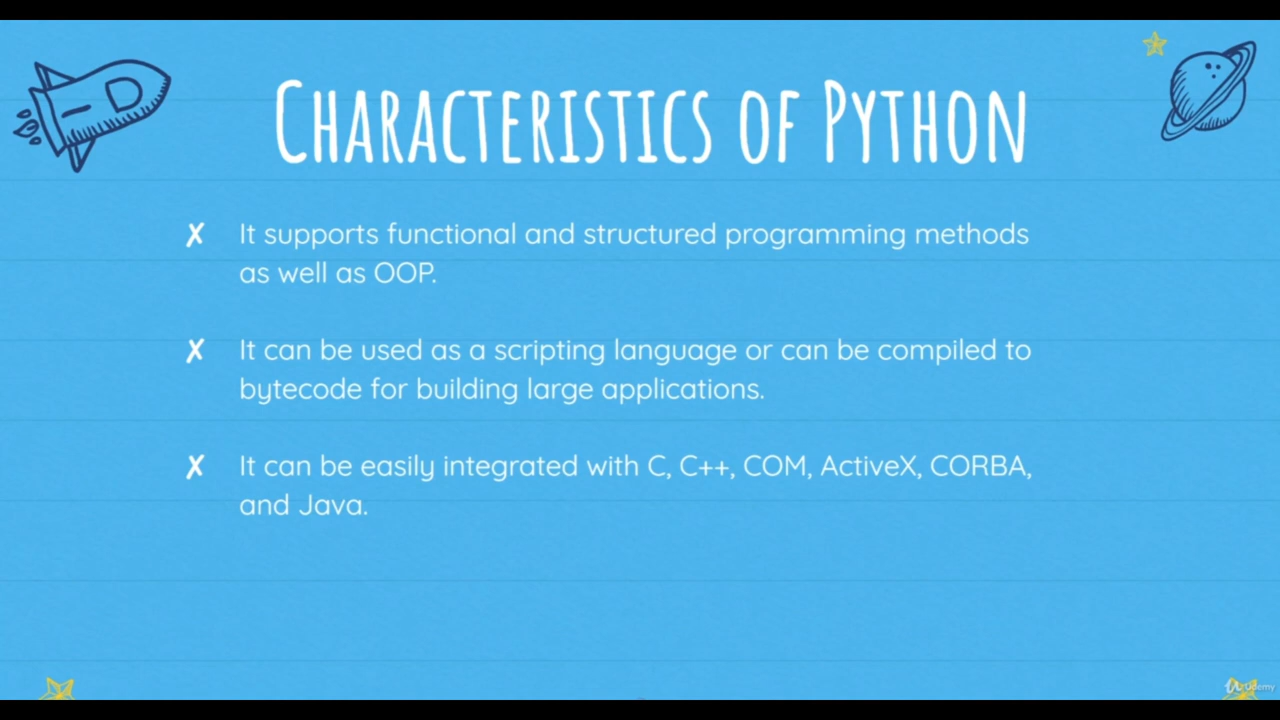 Characteristics of Python
✗ It supports functional and structured programming methods
as well as OOP.
✗ It can be used as a scripting language or can be compiled to
bytecode for building large applications.
✗ It can be easily integrated with C, C++, COM, ActiveX, CORBA,
and Java.
Udemy